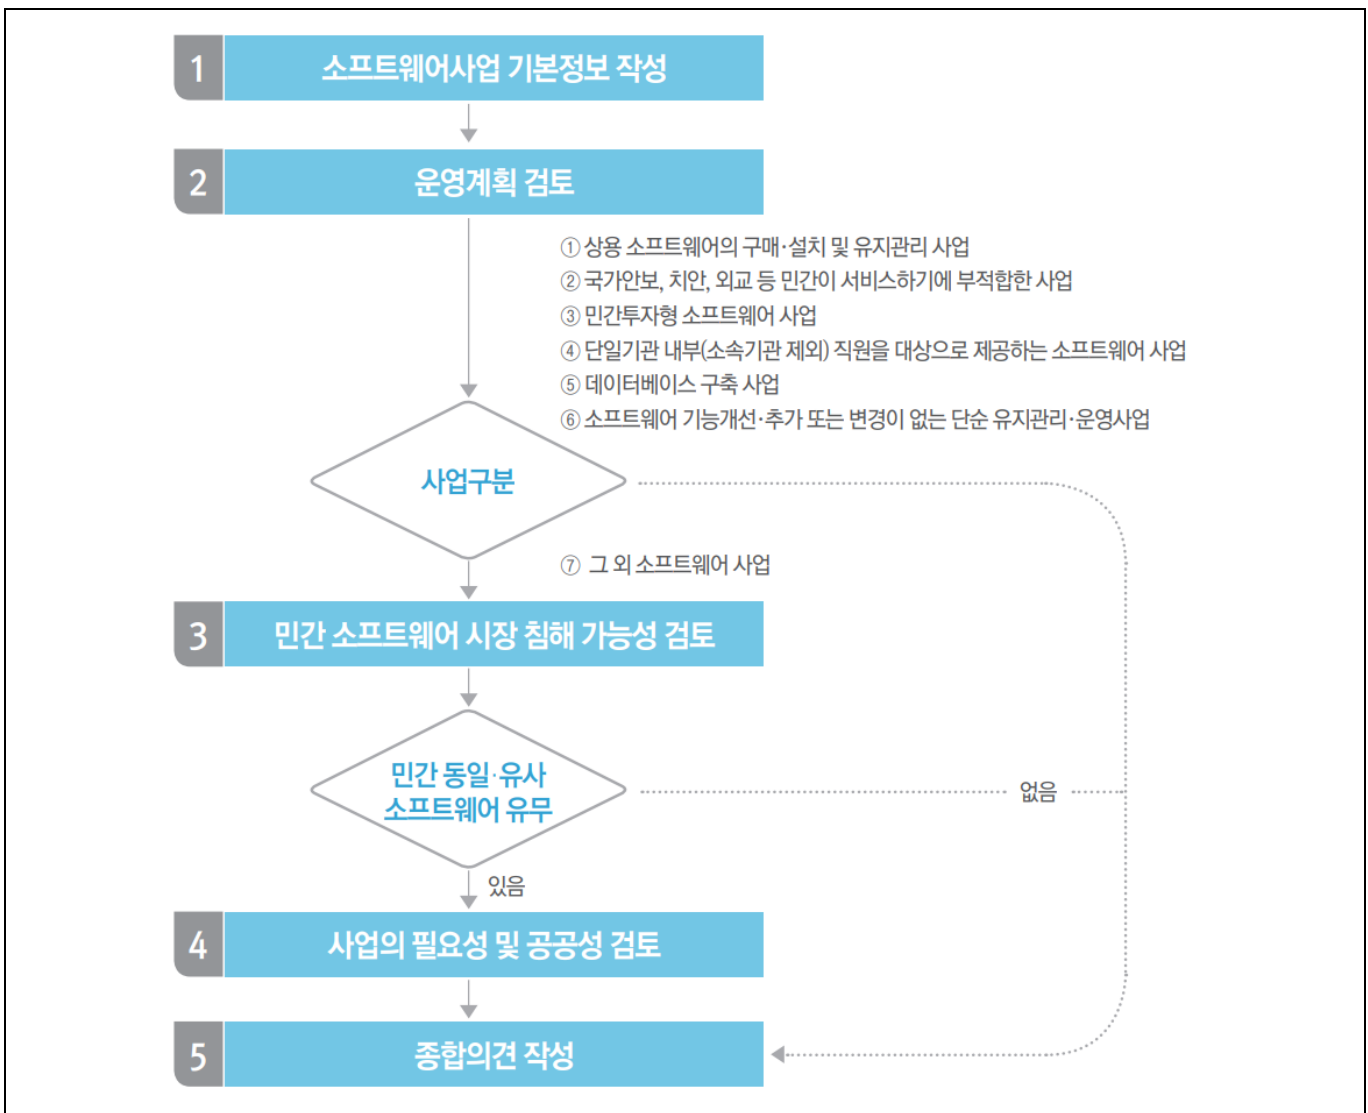 1 소프트웨어사업 기본정보 작성
2 운영계획 검토
① 상용 소프트웨어의 구매·설치 및 유지관리 사업
② 국가안보, 치안, 외교 등 민간이 서비스하기에 부적합한 사업
③ 민간투자형 소프트웨어 사업
④ 단일기관 내부(소속기관 제외) 직원을 대상으로 제공하는 소프트웨어 사업
⑤ 데이터베이스 구축 사업
⑥ 소프트웨어 기능개선·추가 또는 변경이 없는 단순 유지관리·운영사업
사업구분
⑦ 그 외 소프트웨어 사업
3 민간 소프트웨어 시장 침해 가능성 검토
민간 동일·유사
소프트웨어 유무
없음
있음
4 사업의 필요성 및 공공성 검토
5 종합의견 작성